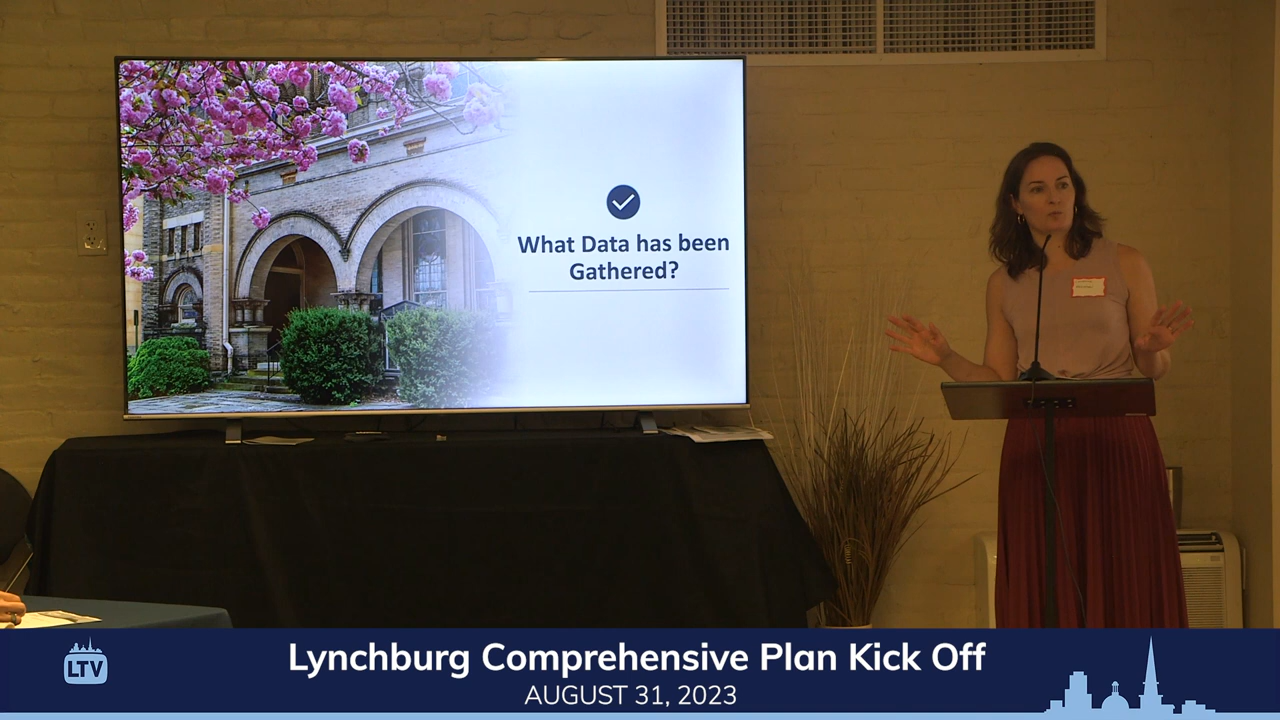 What Data has been
Gathered?
LTV
Lynchburg Comprehensive Plan Kick Off
AUGUST 31, 2023